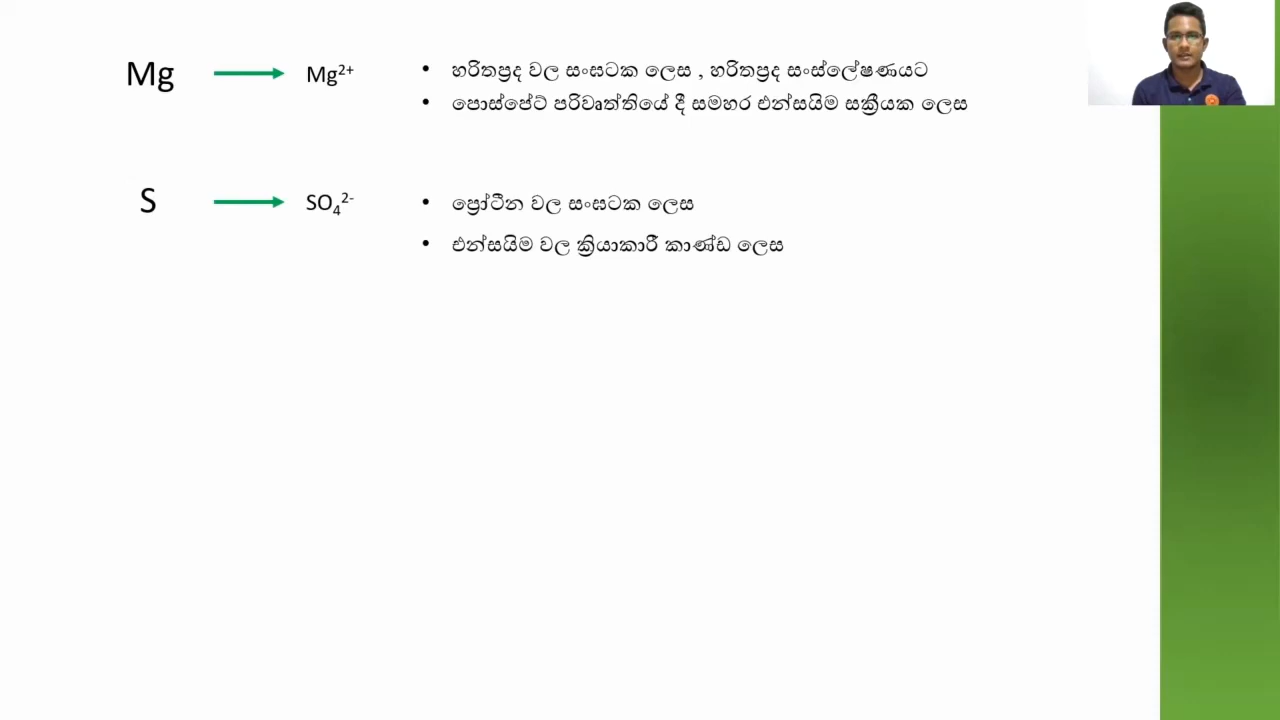 Mg → Mg²⁺ • හරිතප්‍රද වල සංඝටක ලෙස , හරිතප්‍රද සංස්ලේෂණයට
• පොස්පේට් පරිවෘත්තියේ දී සමහර එන්සයිම සක්‍රීයක ලෙස
S → SO₄²⁻ • ප්‍රෝටීන වල සංඝටක ලෙස
• එන්සයිම වල ක්‍රියාකාරී කාණ්ඩ ලෙස